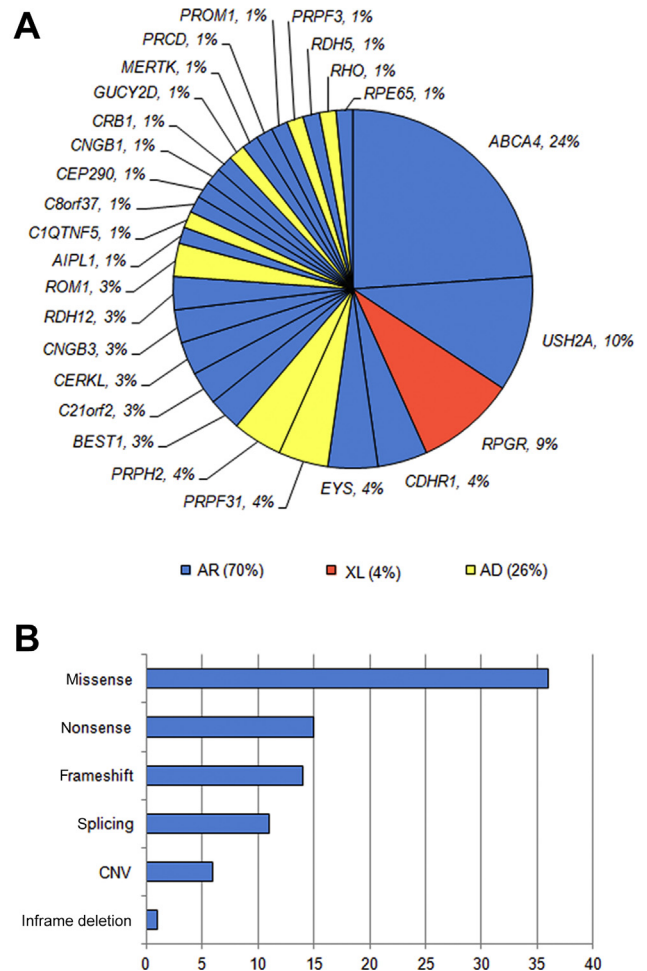 A
PROM1, 1%
PRPF3, 1%
PRCD, 1%
RDH5, 1%
MERTK, 1%
RHO, 1%
GUCY2D, 1%
RPE65, 1%
CRB1, 1%
ABCA4, 24%
CNGB1, 1%
CEP290, 1%
C8orf37, 1%
C1QTNF5, 1%
AIPL1, 1%
ROM1, 3%
RDH12, 3%
USH2A, 10%
CNGB3, 3%
CERKL, 3%
C21orf2, 3%
BEST1, 3%
RPGR, 9%
PRPH2, 4%
CDHR1, 4%
EYS, 4%
PRPF31, 4%
AR (70%)
XL (4%)
AD (26%)
B
Missense
Nonsense
Frameshift
Splicing
CNV
Inframe deletion
0 5 10 15 20 25 30 35 40